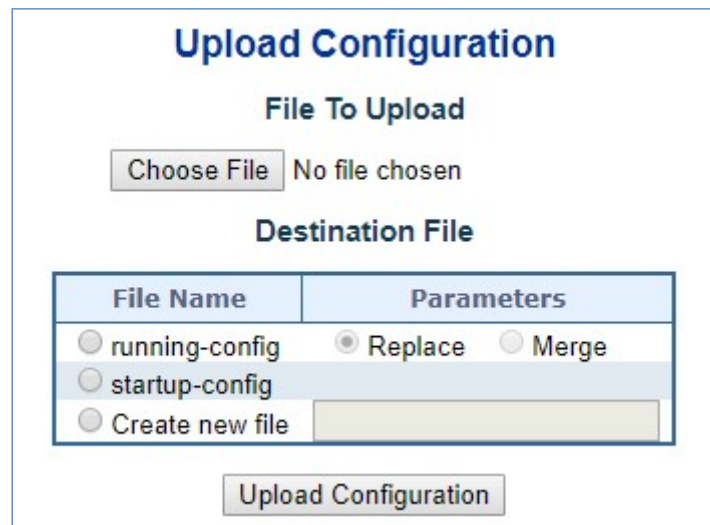 Upload Configuration
File To Upload
Choose File No file chosen
Destination File
File Name Parameters
running-config Replace Merge
startup-config
Create new file
Upload Configuration